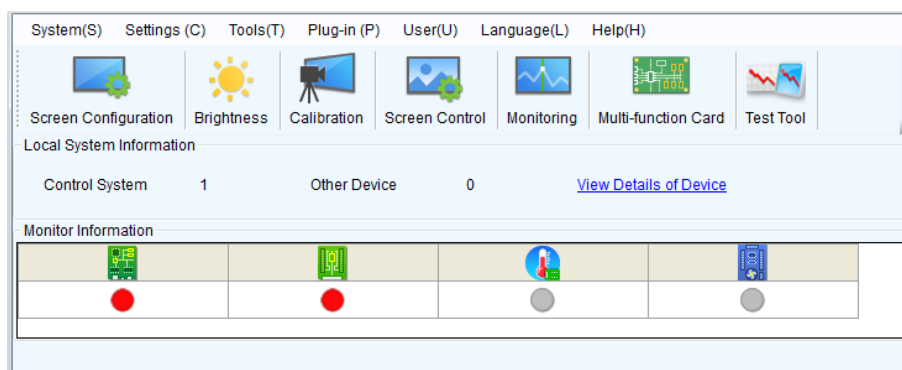 System(S) Settings (C) Tools(T) Plug-in (P) User(U) Language(L) Help(H)
Screen Configuration Brightness Calibration Screen Control Monitoring Multi-function Card Test Tool
Local System Information
Control System 1 Other Device 0 View Details of Device
Monitor Information